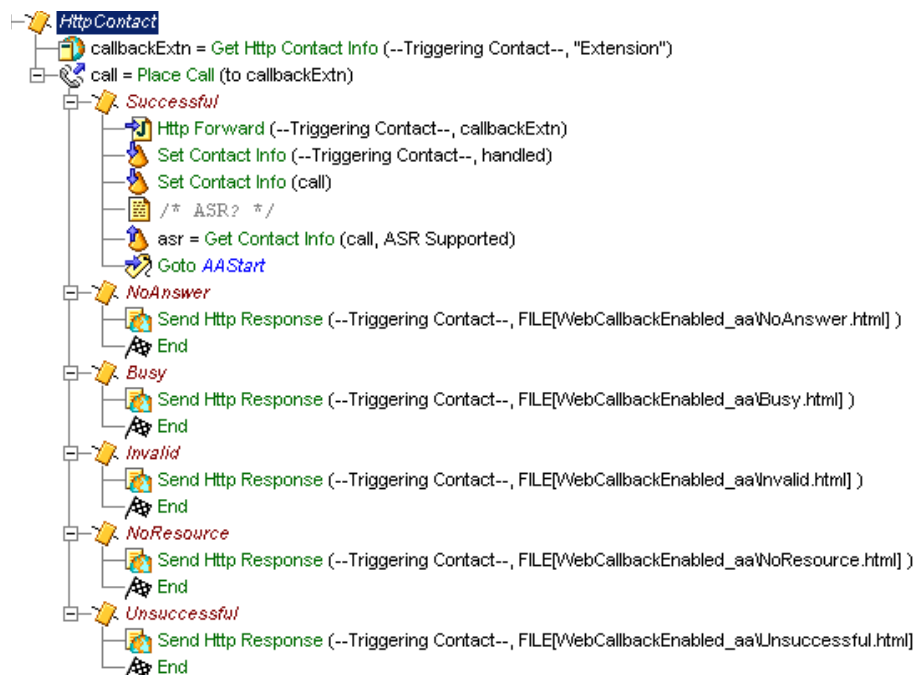 HttpContact
callbackExtn = Get Http Contact Info (--Triggering Contact--, "Extension")
call = Place Call (to callbackExtn)
Successful
Http Forward (--Triggering Contact--, callbackExtn)
Set Contact Info (--Triggering Contact--, handled)
Set Contact Info (call)
/* ASR? */
asr = Get Contact Info (call, ASR Supported)
Goto AAStart
NoAnswer
Send Http Response (--Triggering Contact--, FILE[WebCallbackEnabled_aa\NoAnswer.html] )
End
Busy
Send Http Response (--Triggering Contact--, FILE[WebCallbackEnabled_aa\Busy.html] )
End
Invalid
Send Http Response (--Triggering Contact--, FILE[WebCallbackEnabled_aa\Invalid.html] )
End
NoResource
Send Http Response (--Triggering Contact--, FILE[WebCallbackEnabled_aa\NoResource.html] )
End
Unsuccessful
Send Http Response (--Triggering Contact--, FILE[WebCallbackEnabled_aa\Unsuccessful.html]
End